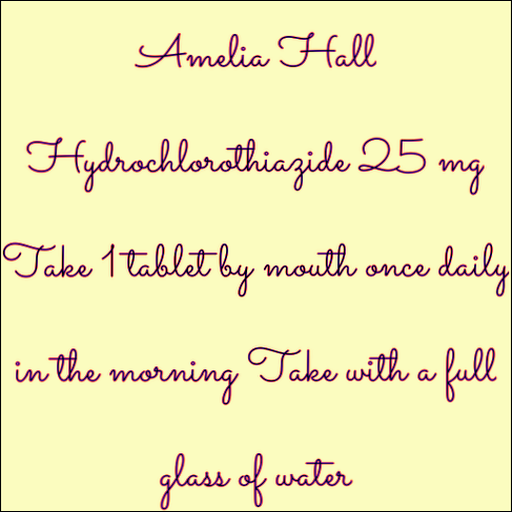 Amelia Hall
Hydrochlorothiazide 25 mg
Take 1 tablet by mouth once daily
in the morning Take with a full
glass of water